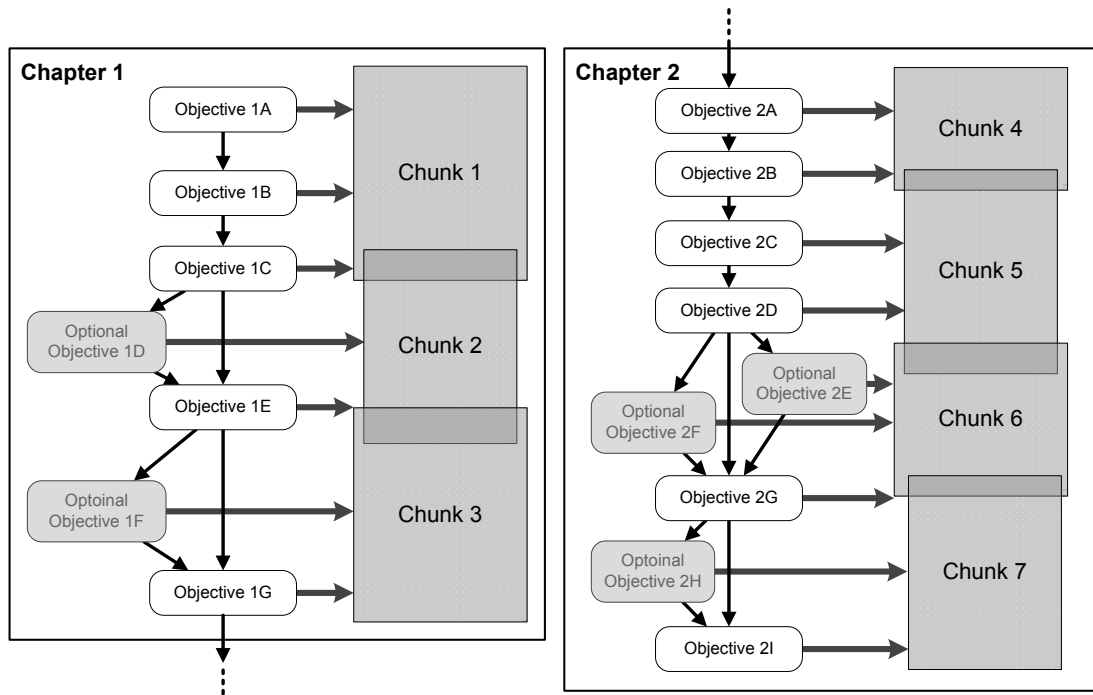 Chapter 1
Objective 1A
Chunk 1
Objective 1B
Objective 1C
Optional
Objective 1D
Chunk 2
Objective 1E
Optoinal
Objective 1F
Chunk 3
Objective 1G
Chapter 2
Objective 2A
Chunk 4
Objective 2B
Objective 2C
Chunk 5
Objective 2D
Optional
Objective 2E
Optional
Objective 2F
Chunk 6
Objective 2G
Optoinal
Objective 2H
Chunk 7
Objective 2I